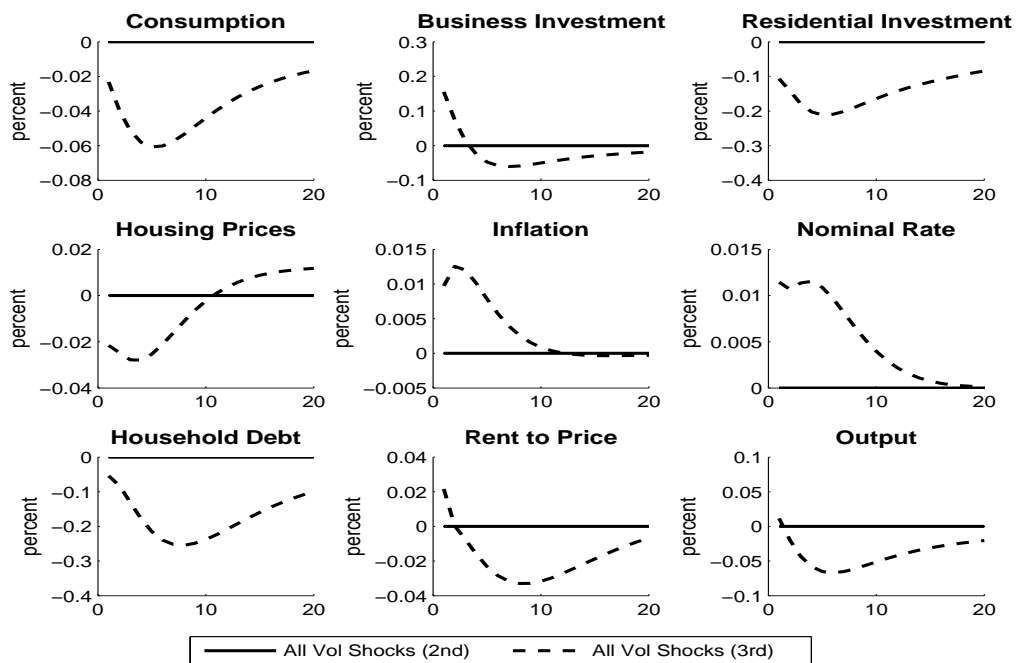 Consumption
Business Investment
Residential Investment
percent
0
−0.02
−0.04
−0.06
−0.08
0 10 20
percent
0.3
0.2
0.1
0
−0.1
0 10 20
percent
0
−0.1
−0.2
−0.3
−0.4
0 10 20
Housing Prices
Inflation
Nominal Rate
percent
0.02
0
−0.02
−0.04
0 10 20
percent
0.015
0.01
0.005
0
−0.005
0 10 20
percent
0.015
0.01
0.005
0
0 10 20
Household Debt
Rent to Price
Output
percent
0
−0.1
−0.2
−0.3
−0.4
0 10 20
percent
0.04
0.02
0
−0.02
−0.04
0 10 20
percent
0.1
0.05
0
−0.05
−0.1
0 10 20
All Vol Shocks (2nd) All Vol Shocks (3rd)